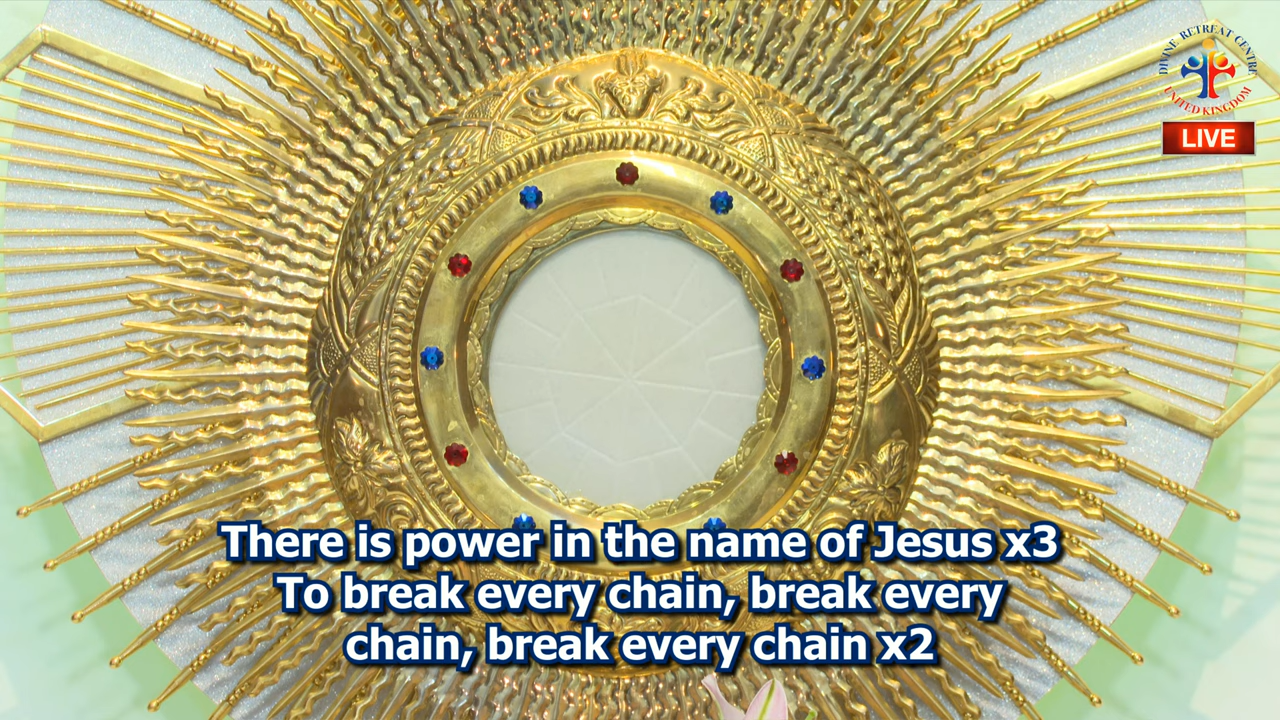 DIVINE RETREAT CENTRE
UNITED KINGDOM
LIVE
There is power in the name of Jesus x3
To break every chain, break every
chain, break every chain x2